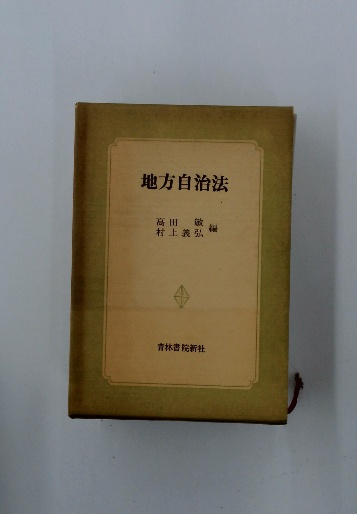 地方自治法
高田 敏
村上義弘 編
青林書院新社